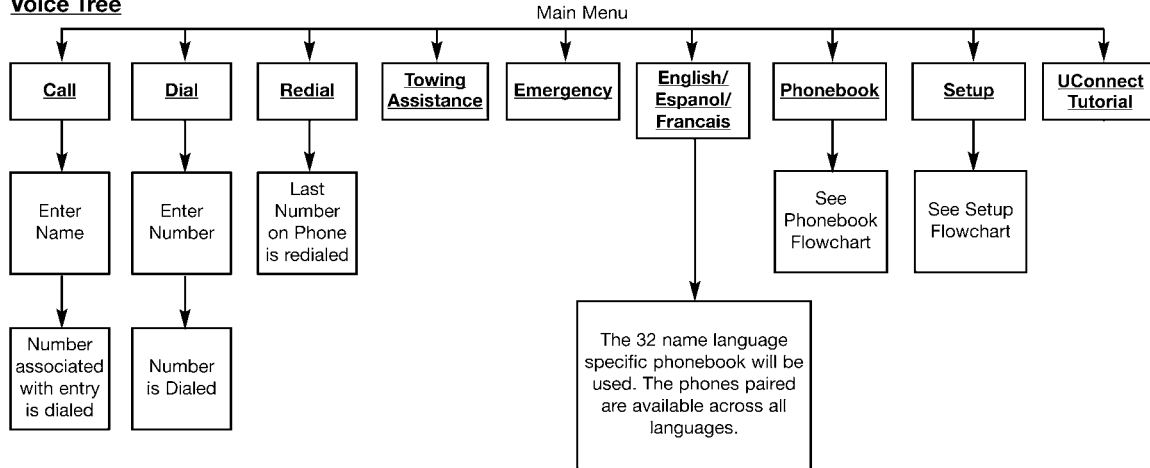 Voice Tree
Main Menu
Call
Dial
Redial
Towing
Assistance
Emergency
English/
Espanol/
Francais
Phonebook
Setup
UConnect
Tutorial
Enter
Name
Enter
Number
Last
Number
on Phone
is redialed
See
Phonebook
Flowchart
See Setup
Flowchart
Number
associated
with entry
is dialed
Number
is Dialed
The 32 name language
specific phonebook will be
used. The phones paired
are available across all
languages.